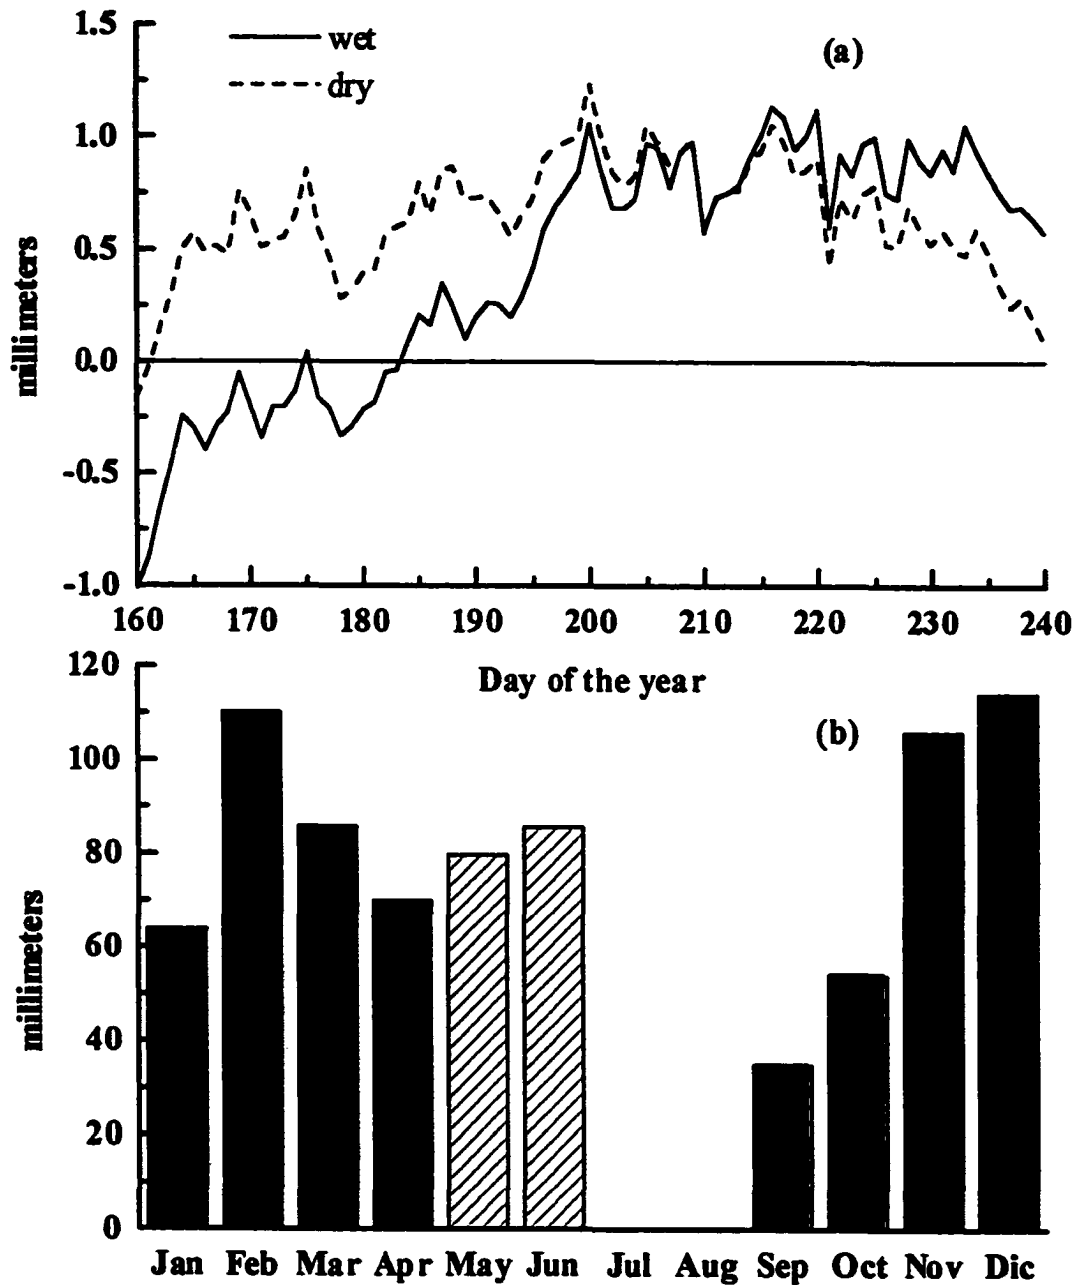 1.5
wet
(a)
dry
1.0
0.5
0.0
-0.5
-1.0
millimeters
160 170 180 190 200 210 220 230 240
Day of the year
120
(b)
100
80
60
40
20
0
millimeters
Jan Feb Mar Apr May Jun Jul Aug Sep Oct Nov Dic